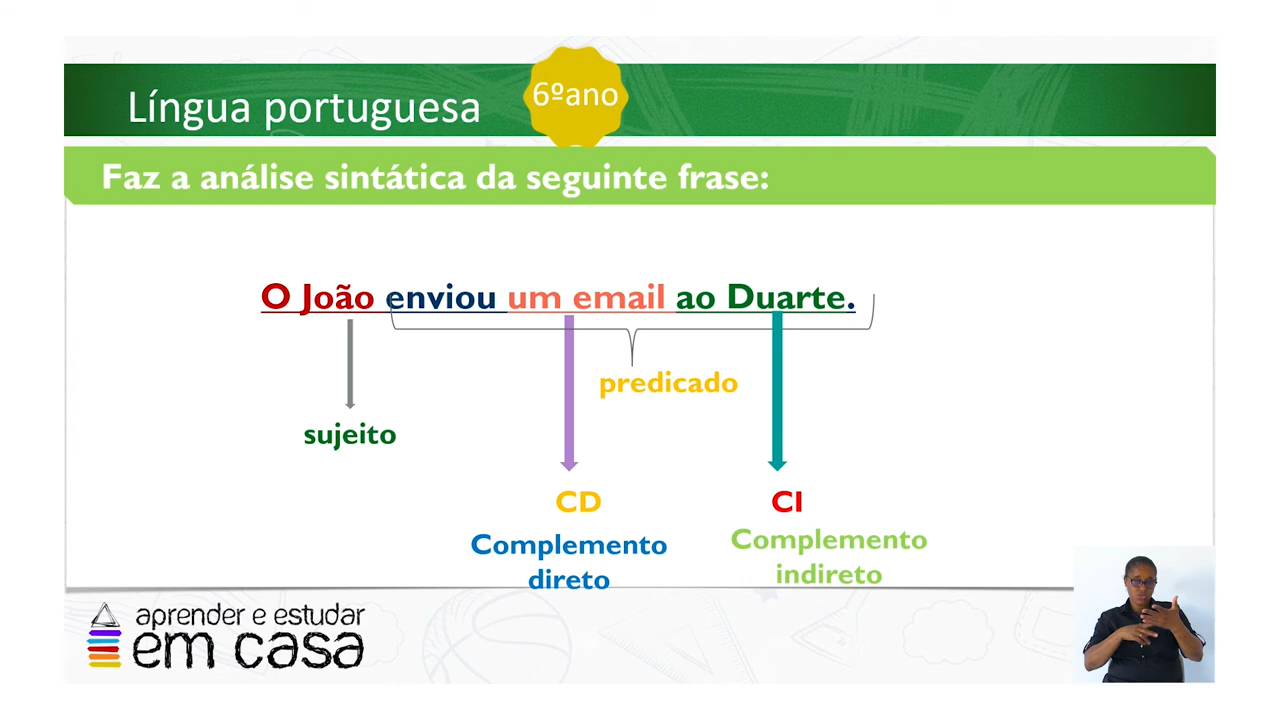 Língua portuguesa
6ºano
Faz a análise sintática da seguinte frase:
O João enviou um email ao Duarte.
predicado
sujeito
CD
CI
Complemento
direto
Complemento
indireto
aprender e estudar
em casa